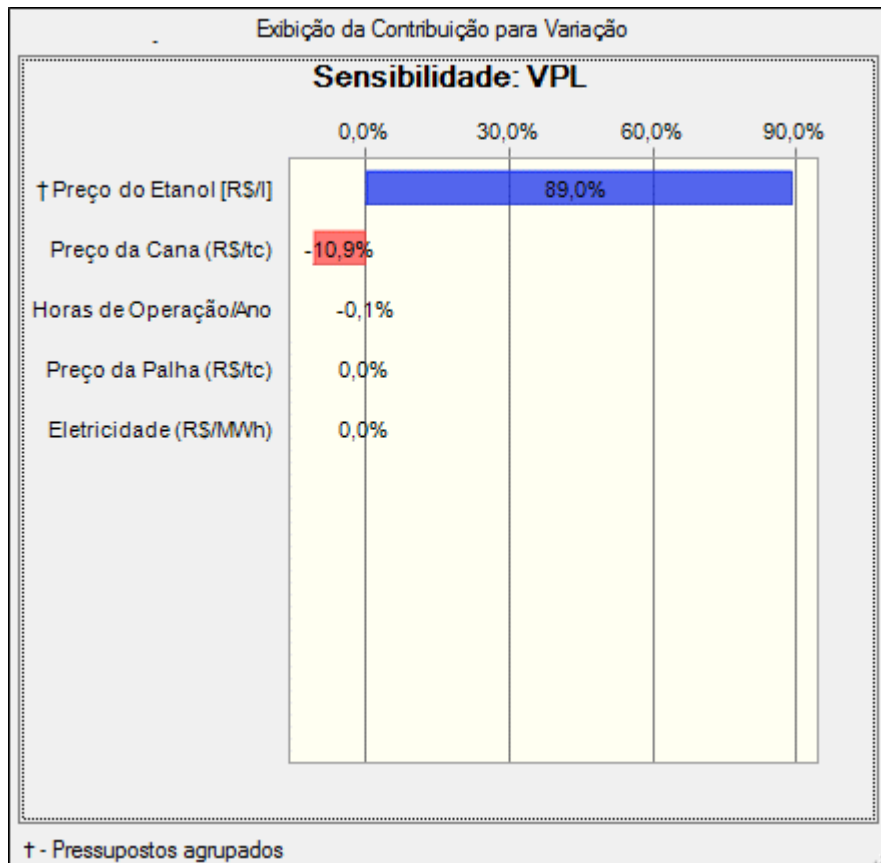 Exibição da Contribuição para Variação
Sensibilidade: VPL
0,0% 30,0% 60,0% 90,0%
† Preço do Etanol [R$/l] 89,0%
Preço da Cana (R$/tc) -10,9%
Horas de Operação/Ano -0,1%
Preço da Palha (R$/tc) 0,0%
Eletricidade (R$/MWh) 0,0%
† - Pressupostos agrupados